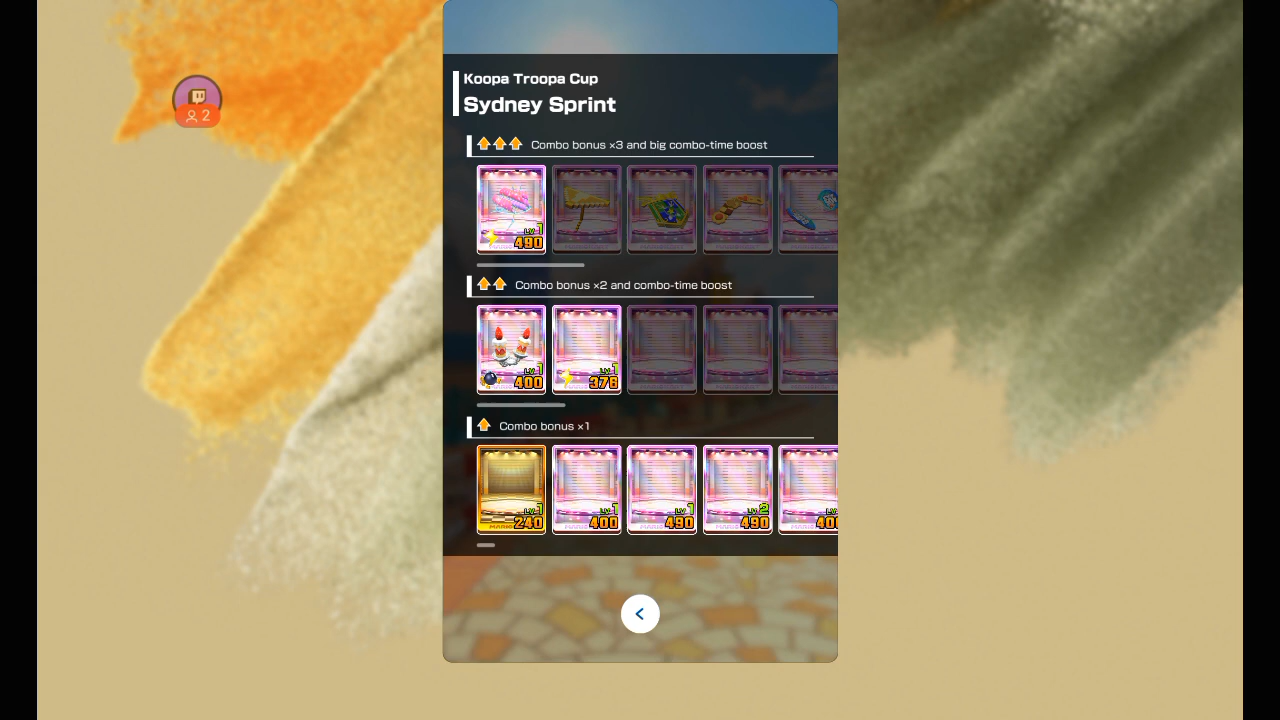 2
Koopa Troopa Cup
Sydney Sprint
Combo bonus ×3 and big combo-time boost
LV.1
490
Combo bonus ×2 and combo-time boost
LV.1 LV.1
400 376
Combo bonus ×1
LV.1 LV.1 LV.1 LV.2
240 400 490 490 400